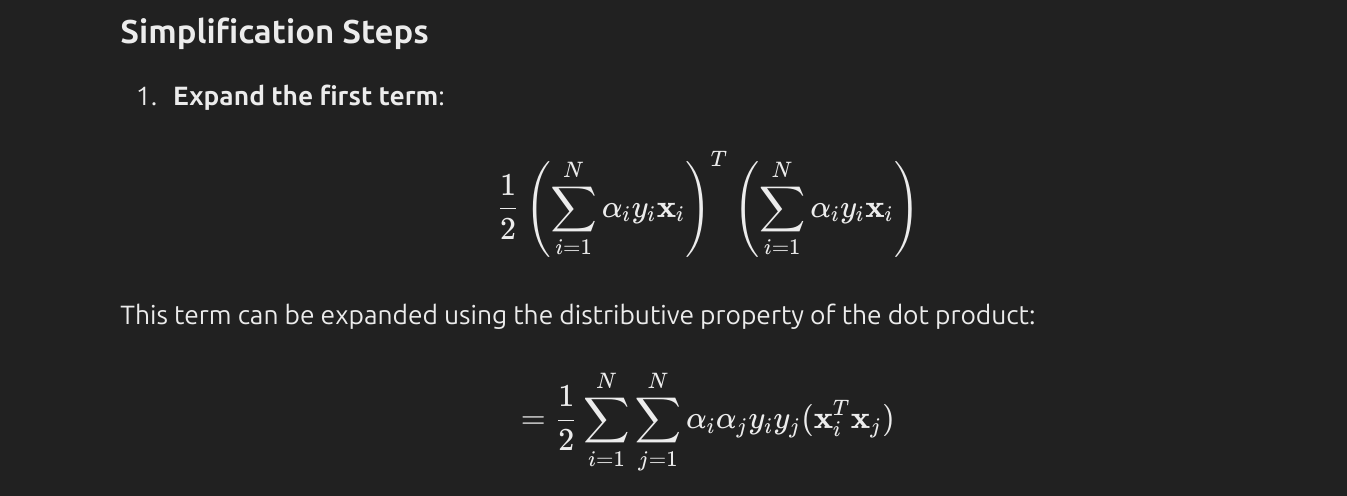 Simplification Steps
1. Expand the first term:
$\frac{1}{2} \left( \sum_{i=1}^{N} \alpha_i y_i \mathbf{x}_i \right)^T \left( \sum_{i=1}^{N} \alpha_i y_i \mathbf{x}_i \right)$
This term can be expanded using the distributive property of the dot product:
$= \frac{1}{2} \sum_{i=1}^{N} \sum_{j=1}^{N} \alpha_i \alpha_j y_i y_j (\mathbf{x}_i^T \mathbf{x}_j)$